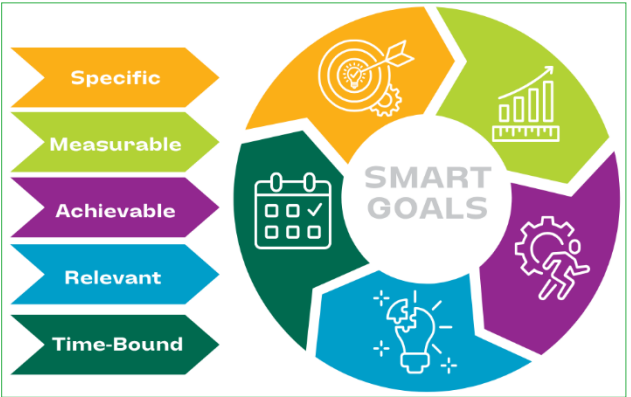 Specific
Measurable
Achievable
Relevant
Time-Bound
SMART
GOALS